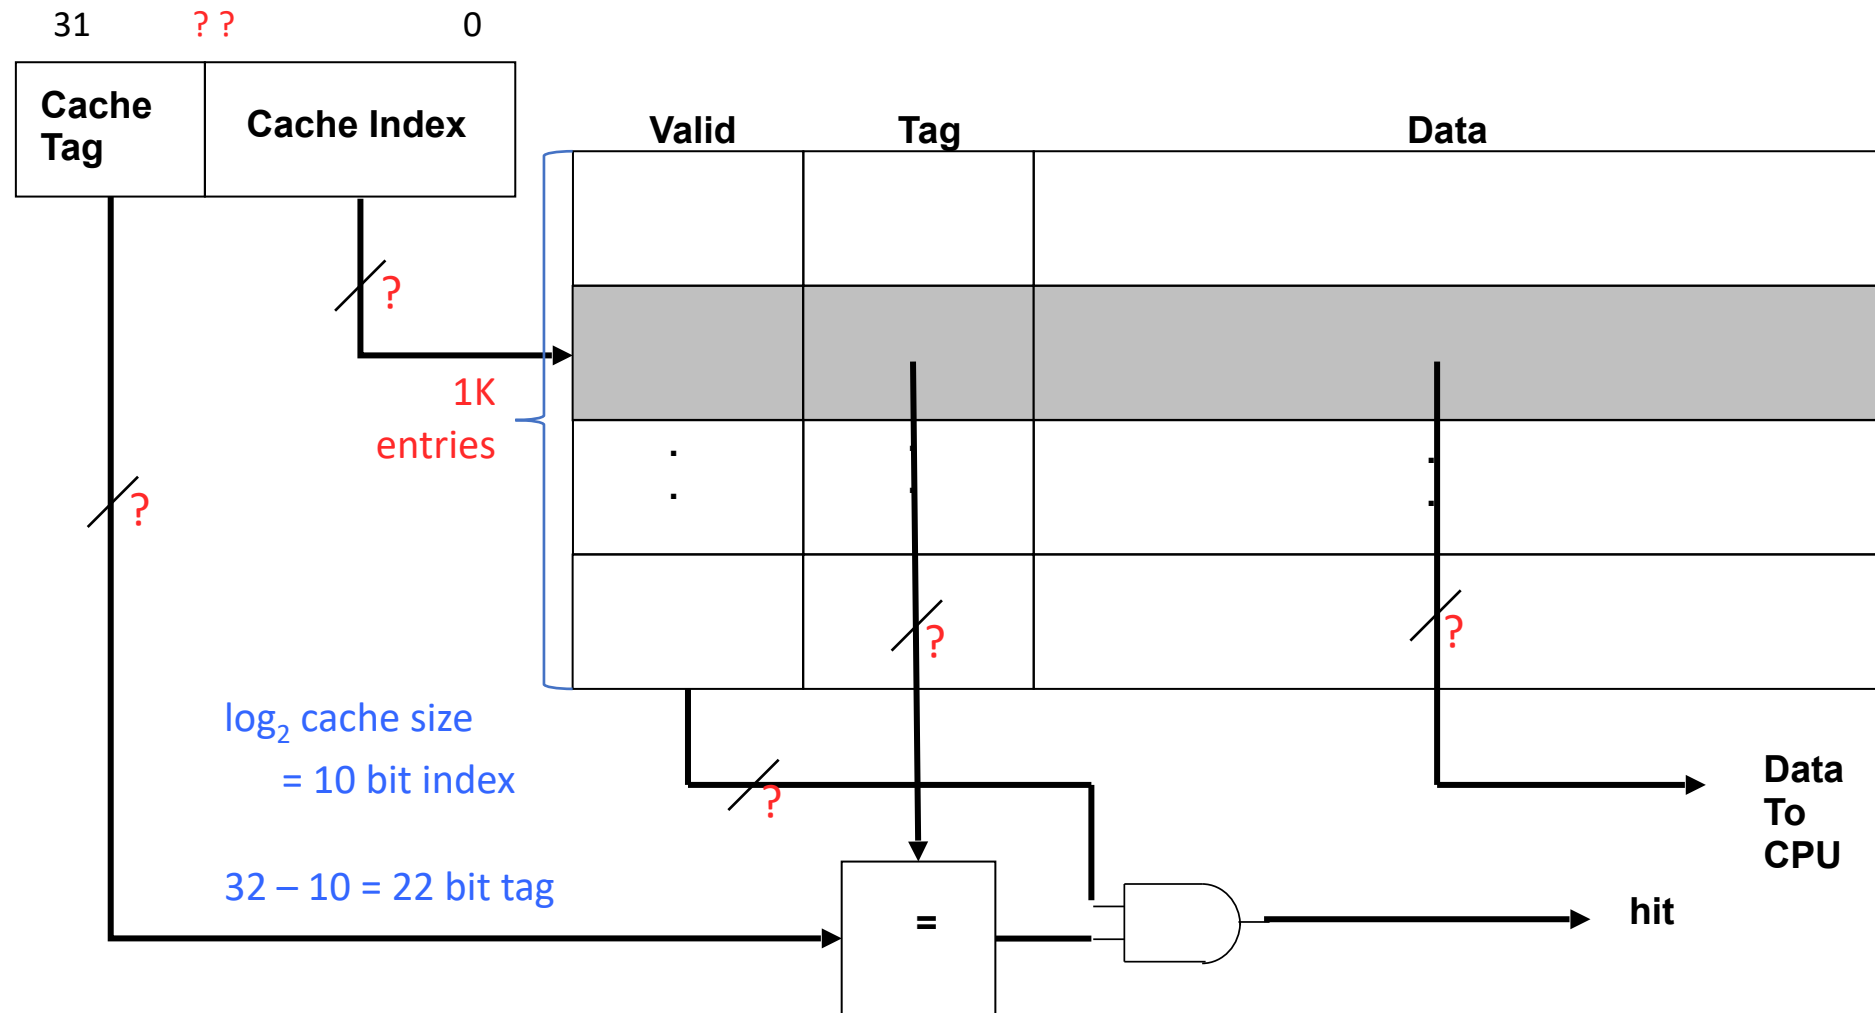 31 ? ? 0
Cache
Tag
Cache Index
Valid Tag Data
?
1K
entries
?
?
?
log₂ cache size
= 10 bit index
?
Data
To
CPU
32 – 10 = 22 bit tag
=
hit